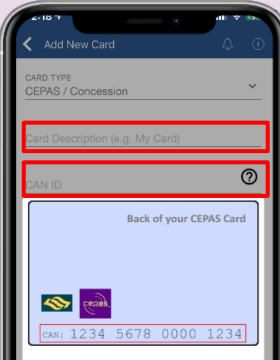 2:18
Add New Card
CARD TYPE
CEPAS / Concession
Card Description (e.g. My Card)
CAN ID
?
Back of your CEPAS Card
cepas
CAN: 1234 5678 0000 1234